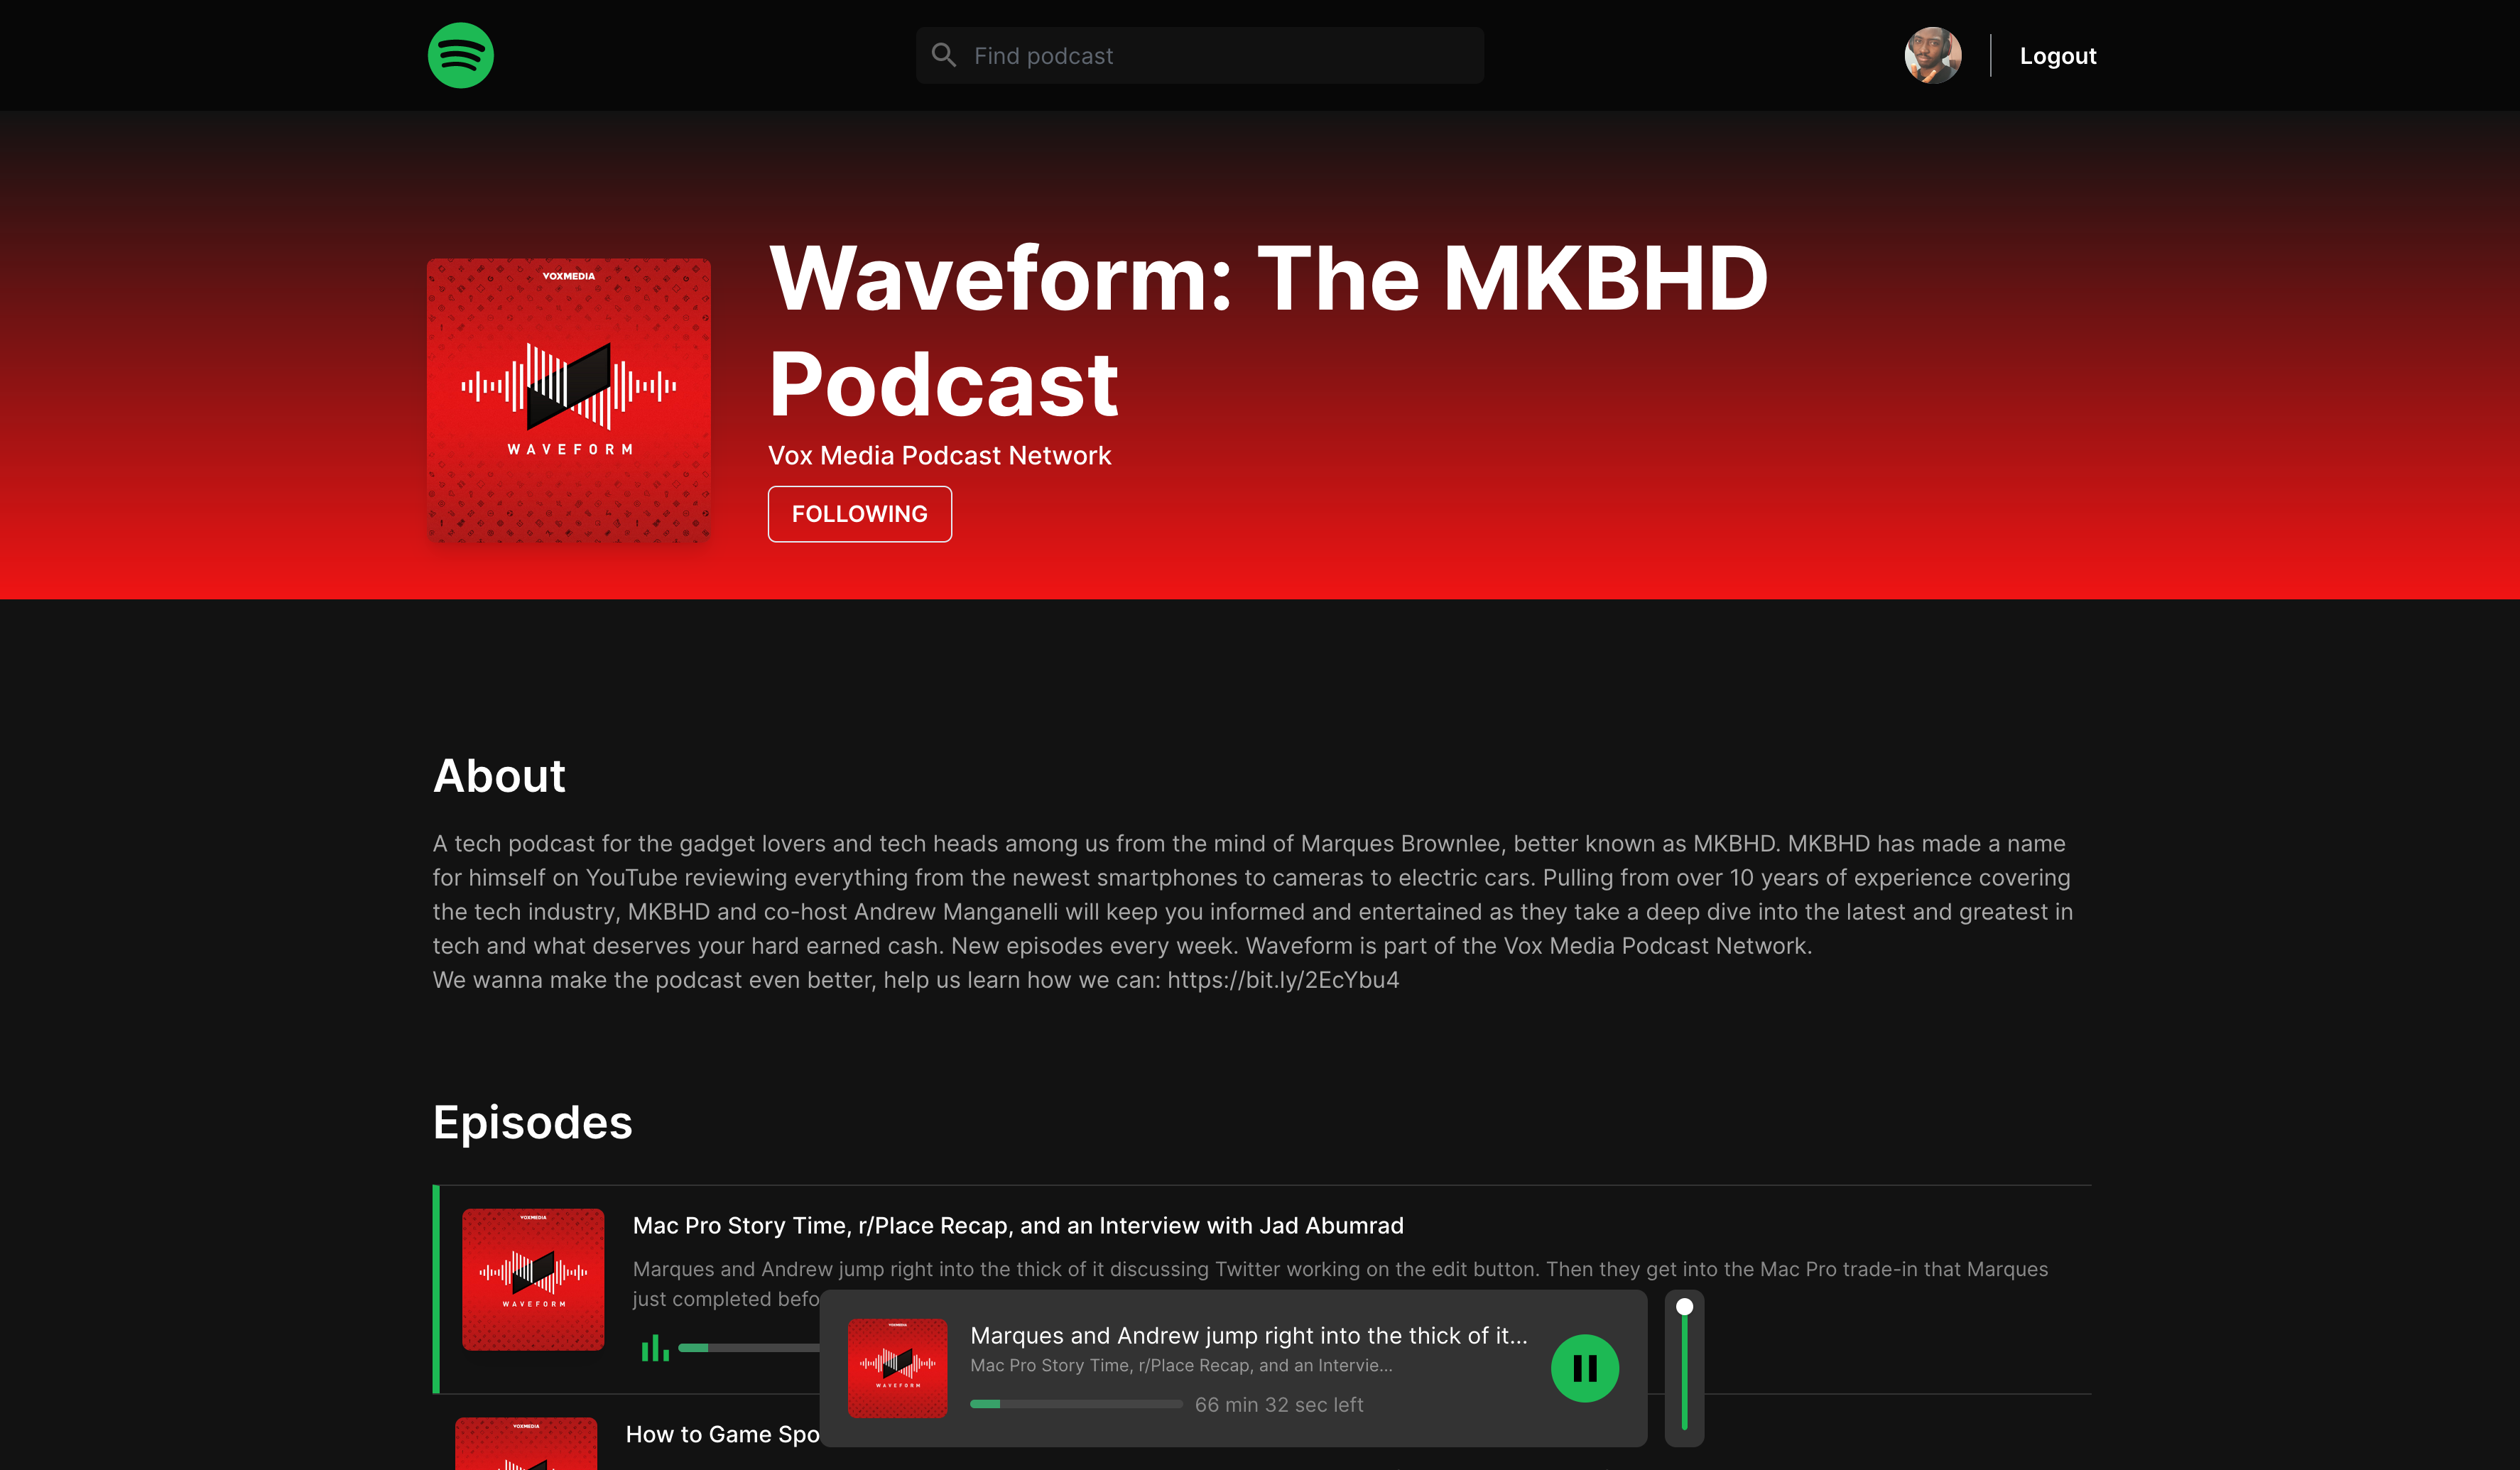 Find podcast
Logout
VOXMEDIA
WAVEFORM
Waveform: The MKBHD
Podcast
Vox Media Podcast Network
FOLLOWING
About
A tech podcast for the gadget lovers and tech heads among us from the mind of Marques Brownlee, better known as MKBHD. MKBHD has made a name
for himself on YouTube reviewing everything from the newest smartphones to cameras to electric cars. Pulling from over 10 years of experience covering
the tech industry, MKBHD and co-host Andrew Manganelli will keep you informed and entertained as they take a deep dive into the latest and greatest in
tech and what deserves your hard earned cash. New episodes every week. Waveform is part of the Vox Media Podcast Network.
We wanna make the podcast even better, help us learn how we can: https://bit.ly/2EcYbu4
Episodes
VOXMEDIA
WAVEFORM
Mac Pro Story Time, r/Place Recap, and an Interview with Jad Abumrad
Marques and Andrew jump right into the thick of it discussing Twitter working on the edit button. Then they get into the Mac Pro trade-in that Marques
just completed befo
VOXMEDIA
WAVEFORM
Marques and Andrew jump right into the thick of it...
Mac Pro Story Time, r/Place Recap, and an Intervie...
66 min 32 sec left
VOXMEDIA
How to Game Spo